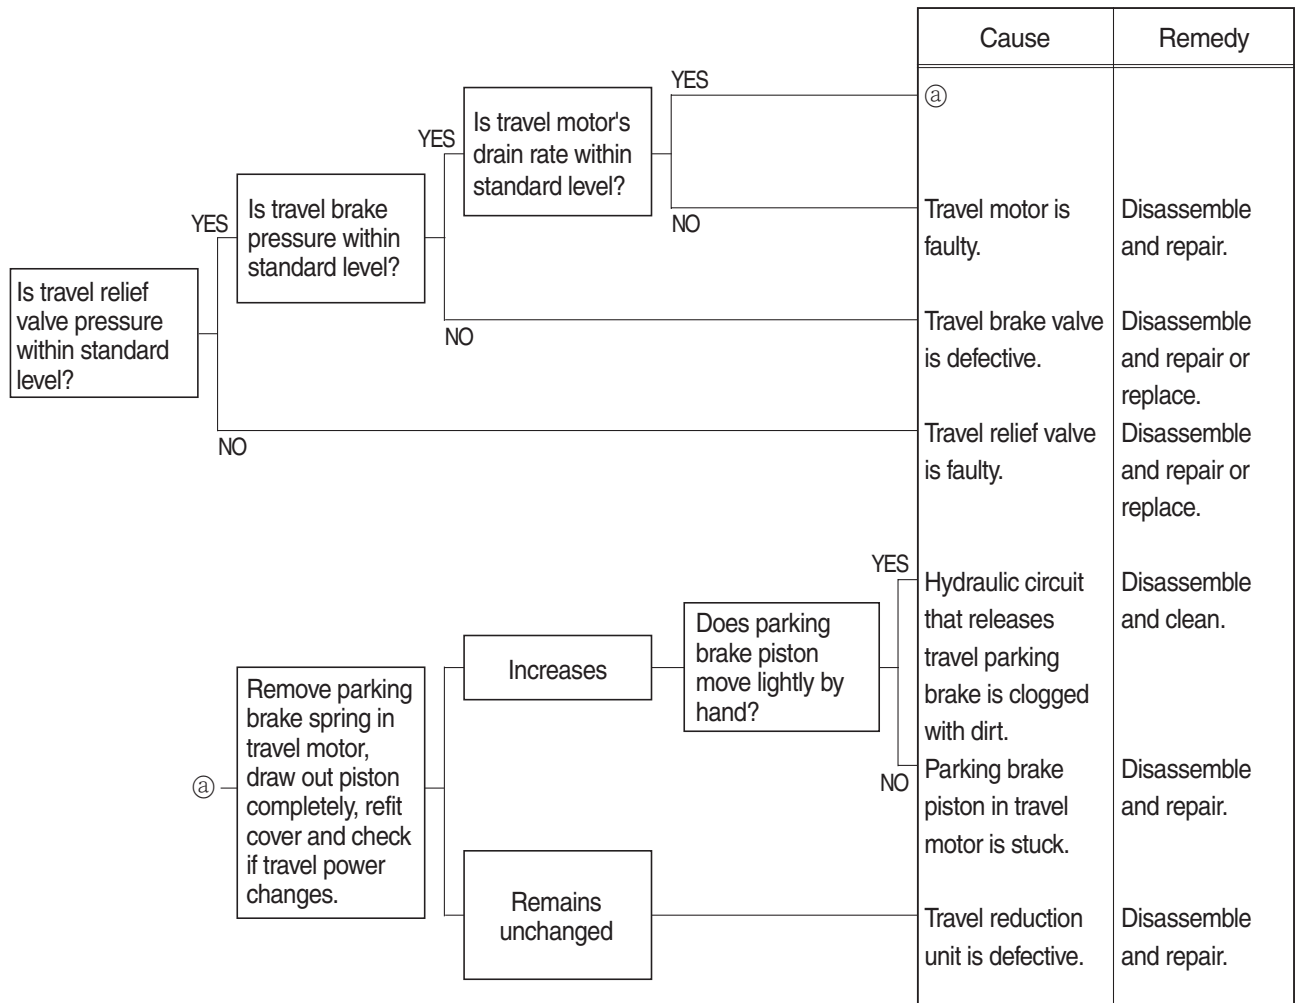 Cause
Remedy
YES
ⓐ
Is travel motor's
drain rate within
standard level?
YES
NO
Travel motor is
faulty.
Disassemble
and repair.
Is travel brake
pressure within
standard level?
YES
NO
Travel brake valve
is defective.
Disassemble
and repair or
replace.
Is travel relief
valve pressure
within standard
level?
NO
Travel relief valve
is faulty.
Disassemble
and repair or
replace.
YES
Hydraulic circuit
that releases
travel parking
brake is clogged
with dirt.
Disassemble
and clean.
Does parking
brake piston
move lightly by
hand?
Increases
NO
Parking brake
piston in travel
motor is stuck.
Disassemble
and repair.
ⓐ
Remove parking
brake spring in
travel motor,
draw out piston
completely, refit
cover and check
if travel power
changes.
Remains
unchanged
Travel reduction
unit is defective.
Disassemble
and repair.